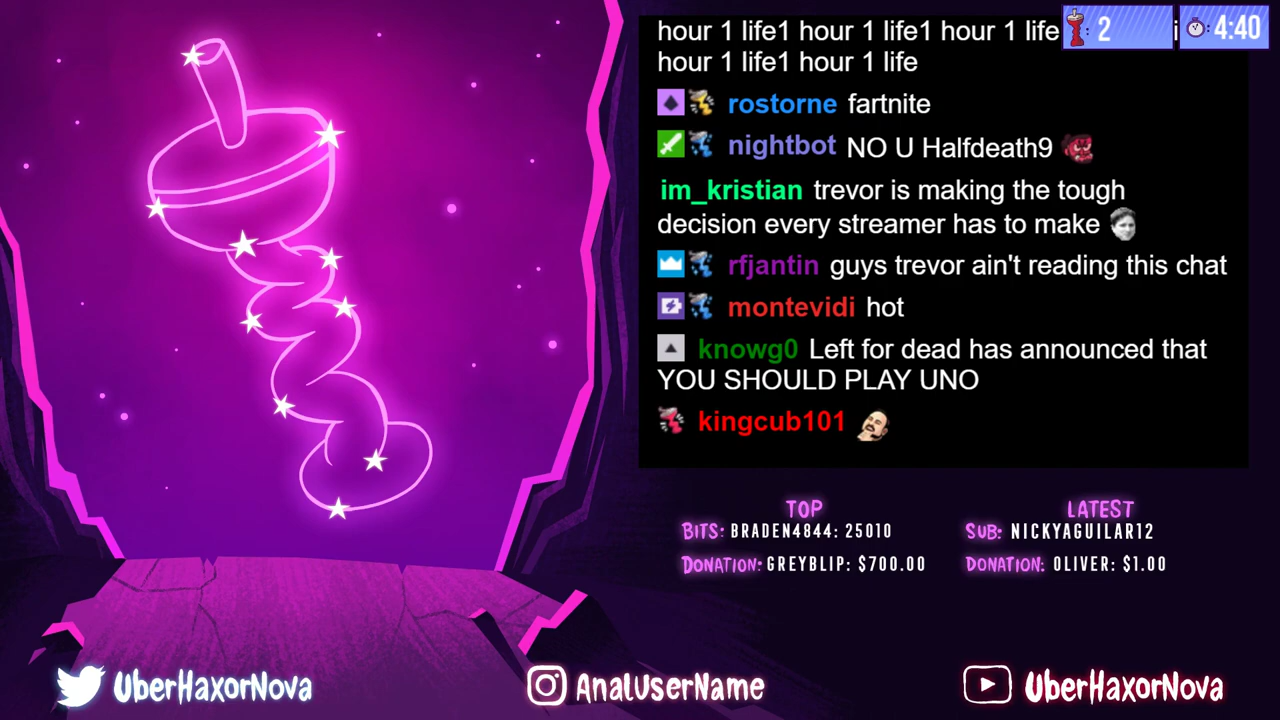 hour 1 life1 hour 1 life1 hour 1 life
hour 1 life1 hour 1 life
: 2
: 4:40
rostorne fartnite
nightbot NO U Halfdeath9
im_kristian trevor is making the tough
decision every streamer has to make
rfjantin guys trevor ain't reading this chat
montevidi hot
knowg0 Left for dead has announced that
YOU SHOULD PLAY UNO
kingcub101
TOP
BITS: BRADEN4844: 25010
DONATION: GREYBLIP: $700.00
LATEST
SUB: NICKYAGUILAR12
DONATION: OLIVER: $1.00
UberHaxorNova
AnalUserName
UberHaxorNova